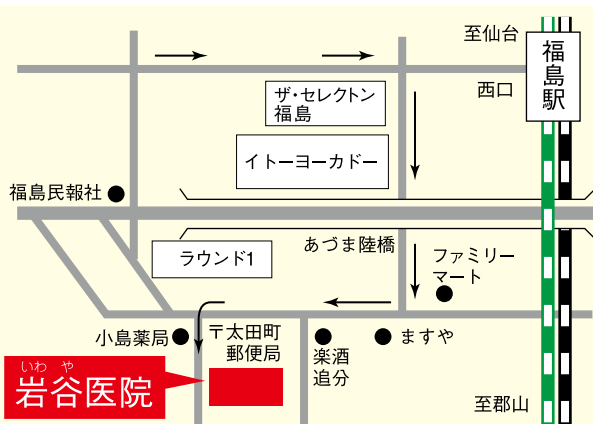 至仙台
福島駅
西口
ザ・セレクトン
福島
イトーヨーカドー
福島民報社
ラウンド1
あづま陸橋
ファミリー
マート
小島薬局
〒太田町
郵便局
楽酒
追分
ますや
いわ や
岩谷医院
至郡山